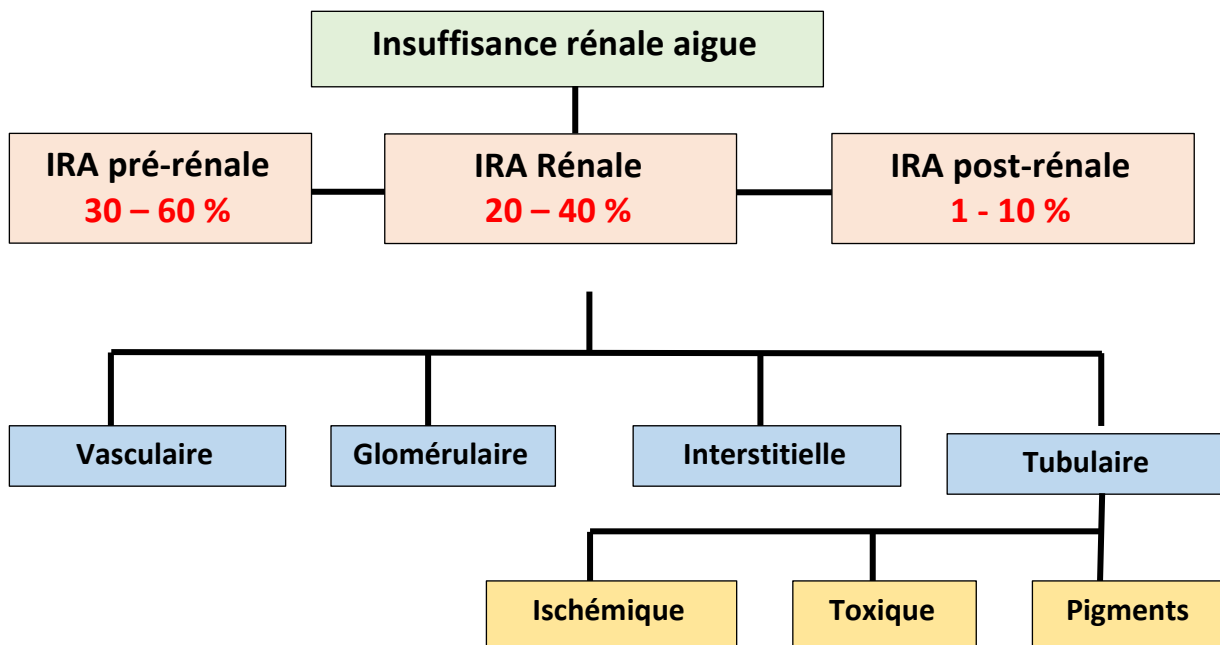 Insuffisance rénale aigue
IRA pré-rénale
30 – 60 %
IRA Rénale
20 – 40 %
IRA post-rénale
1 - 10 %
Vasculaire
Glomérulaire
Interstitielle
Tubulaire
Ischémique
Toxique
Pigments